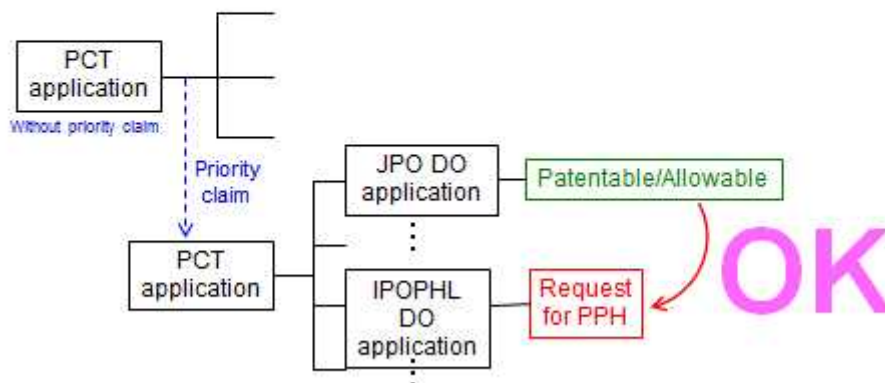 PCT
application
Without priority claim
Priority
claim
PCT
application
JPO DO
application
Patentable/Allowable
IPOPHL
DO
application
Request
for PPH
OK